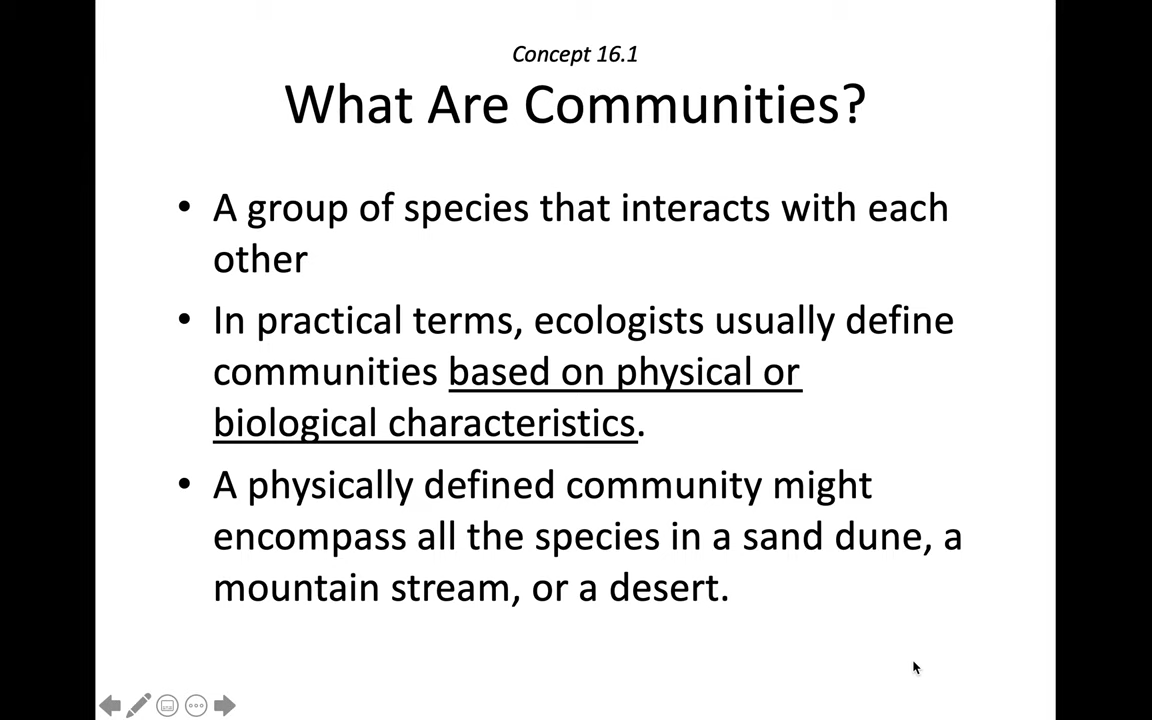 Concept 16.1
What Are Communities?
• A group of species that interacts with each
other
• In practical terms, ecologists usually define
communities based on physical or
biological characteristics.
• A physically defined community might
encompass all the species in a sand dune, a
mountain stream, or a desert.